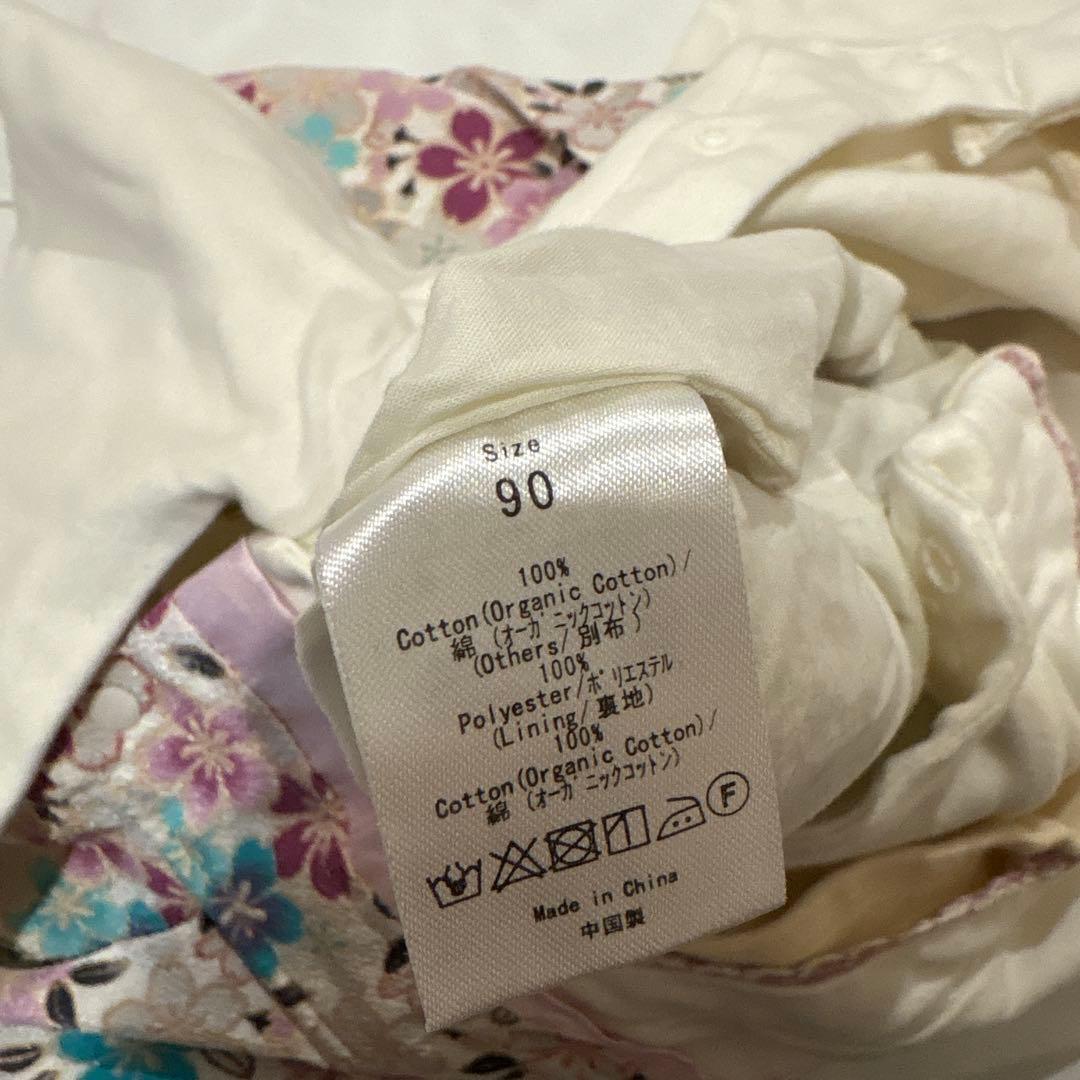 Size
90
100%
Cotton(Organic Cotton)/
綿 (オーガニックコットン)
(Others/別布)
100%
Polyester/ポリエステル
(Lining/裏地)
100%
Cotton(Organic Cotton)/
綿 (オーガニックコットン)
F
Made in China
中国製